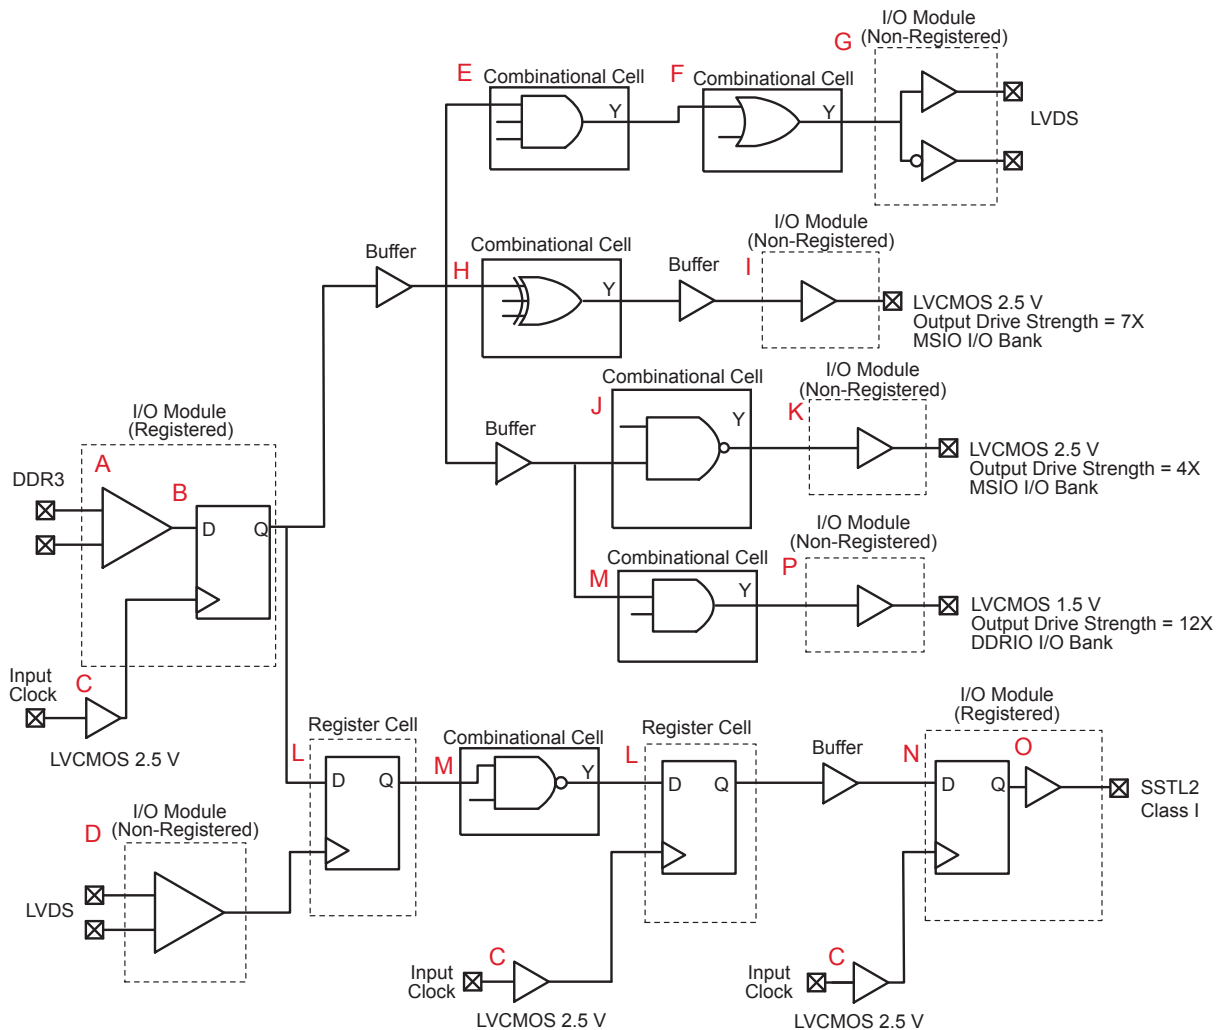 I/O Module
(Non-Registered)
G
E
Combinational Cell
Y
F
Combinational Cell
Y
LVDS
I/O Module
(Non-Registered)
Buffer
H
Combinational Cell
Y
Buffer
I
LVCMOS 2.5 V
Output Drive Strength = 7X
MSIO I/O Bank
I/O Module
(Non-Registered)
Combinational Cell
J
Y
K
Buffer
LVCMOS 2.5 V
Output Drive Strength = 4X
MSIO I/O Bank
I/O Module
(Registered)
A
DDR3
B
D
Q
I/O Module
(Non-Registered)
Combinational Cell
M
Y
P
LVCMOS 1.5 V
Output Drive Strength = 12X
DDRIO I/O Bank
Input
Clock
C
LVCMOS 2.5 V
Register Cell
L
D
Q
Combinational Cell
M
Y
Register Cell
L
D
Q
Buffer
I/O Module
(Registered)
N
O
D
Q
SSTL2
Class I
I/O Module
(Non-Registered)
D
LVDS
C
Input
Clock
LVCMOS 2.5 V
C
Input
Clock
LVCMOS 2.5 V